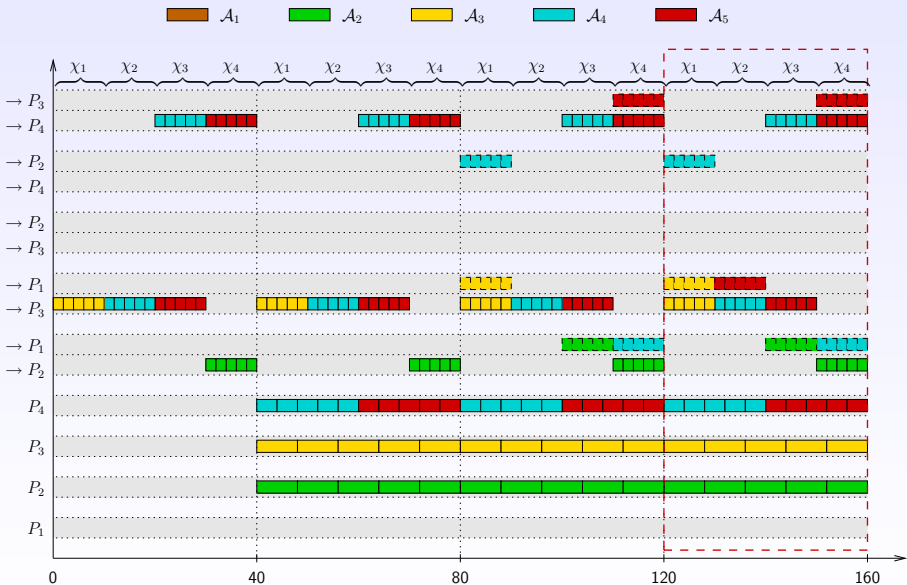 𝒜₁ 𝒜₂ 𝒜₃ 𝒜₄ 𝒜₅
χ₁ χ₂ χ₃ χ₄ χ₁ χ₂ χ₃ χ₄ χ₁ χ₂ χ₃ χ₄ χ₁ χ₂ χ₃ χ₄
→ P₃
→ P₄
→ P₂
→ P₄
→ P₂
→ P₃
→ P₁
→ P₃
→ P₁
→ P₂
P₄
P₃
P₂
P₁
0 40 80 120 160